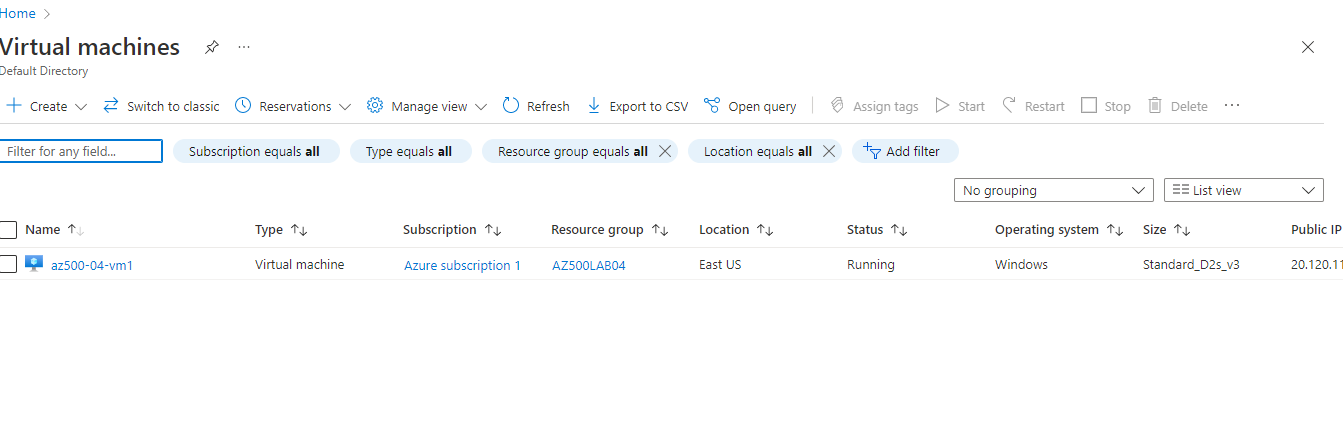 Home
Virtual machines
Default Directory
Create Switch to classic Reservations Manage view Refresh Export to CSV Open query Assign tags Start Restart Stop Delete
Filter for any field... Subscription equals all Type equals all Resource group equals all Location equals all Add filter
No grouping List view
Name Type Subscription Resource group Location Status Operating system Size Public IP
az500-04-vm1 Virtual machine Azure subscription 1 AZ500LAB04 East US Running Windows Standard_D2s_v3 20.120.11